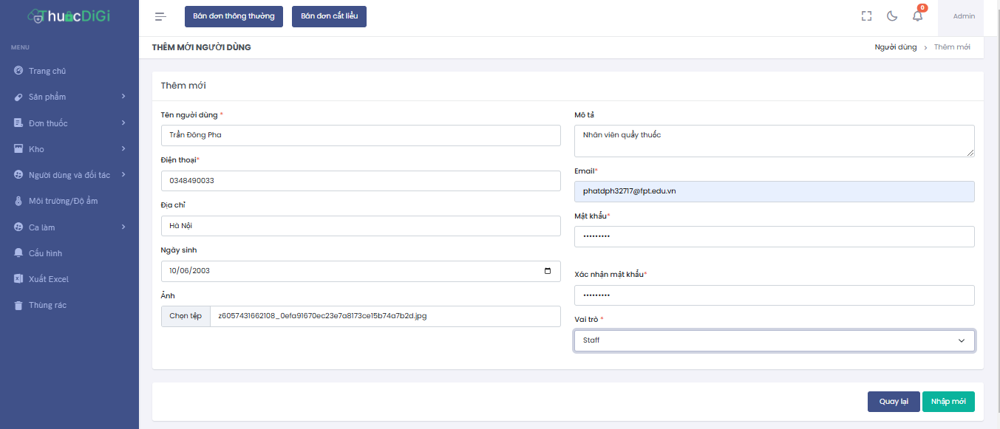 ThuốcDiGi
Bán đơn thông thường
Bán đơn cắt liều
0
Admin
MENU
Trang chủ
Sản phẩm
Đơn thuốc
Kho
Người dùng và đối tác
Môi trường/Độ ẩm
Ca làm
Cấu hình
Xuất Excel
Thùng rác
THÊM MỚI NGƯỜI DÙNG
Người dùng > Thêm mới
Thêm mới
Tên người dùng *
Trần Đông Pha
Điện thoại*
0348490033
Địa chỉ
Hà Nội
Ngày sinh
10/06/2003
Ảnh
Chọn tệp z6057431662108_0efa91670ec23e7a8173ce15b74a7b2d.jpg
Mô tả
Nhân viên quầy thuốc
Email*
phatdph32717@fpt.edu.vn
Mật khẩu*
•••••••••
Xác nhận mật khẩu*
•••••••••
Vai trò *
Staff
Quay lại
Nhập mới